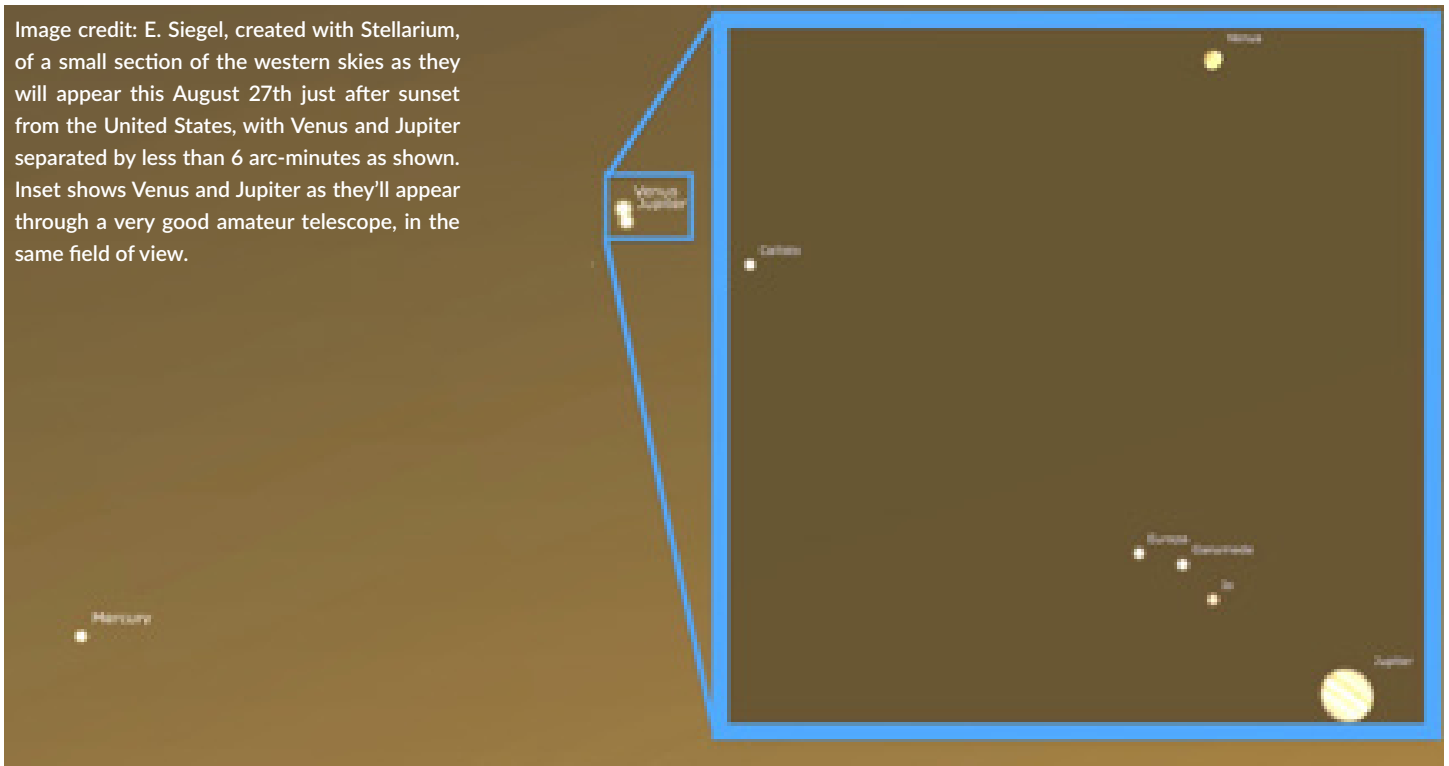 Image credit: E. Siegel, created with Stellarium,
of a small section of the western skies as they
will appear this August 27th just after sunset
from the United States, with Venus and Jupiter
separated by less than 6 arc-minutes as shown.
Inset shows Venus and Jupiter as they’ll appear
through a very good amateur telescope, in the
same field of view.
Venus
Jupiter
Mercury
Venus
Callisto
Europa
Ganymede
Io
Jupiter